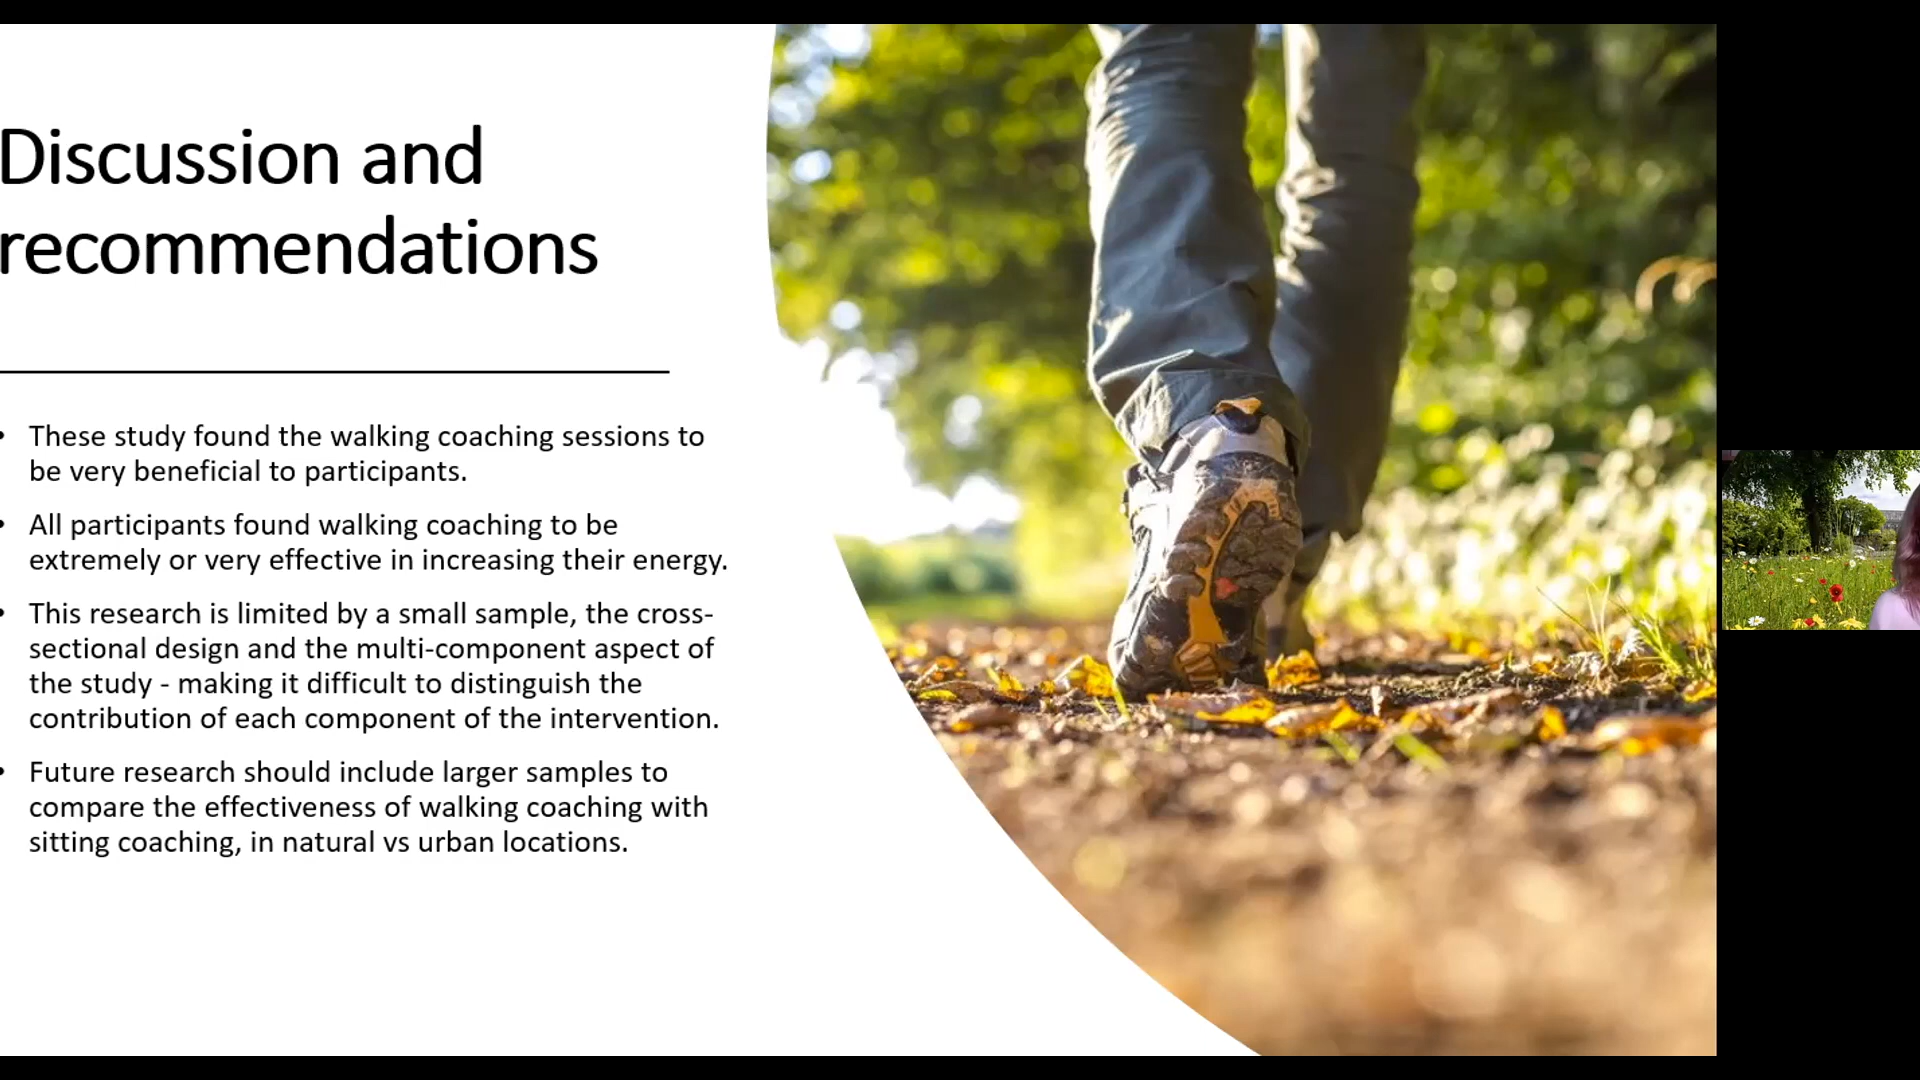 Discussion and
recommendations
• These study found the walking coaching sessions to
be very beneficial to participants.
• All participants found walking coaching to be
extremely or very effective in increasing their energy.
• This research is limited by a small sample, the cross-
sectional design and the multi-component aspect of
the study - making it difficult to distinguish the
contribution of each component of the intervention.
• Future research should include larger samples to
compare the effectiveness of walking coaching with
sitting coaching, in natural vs urban locations.